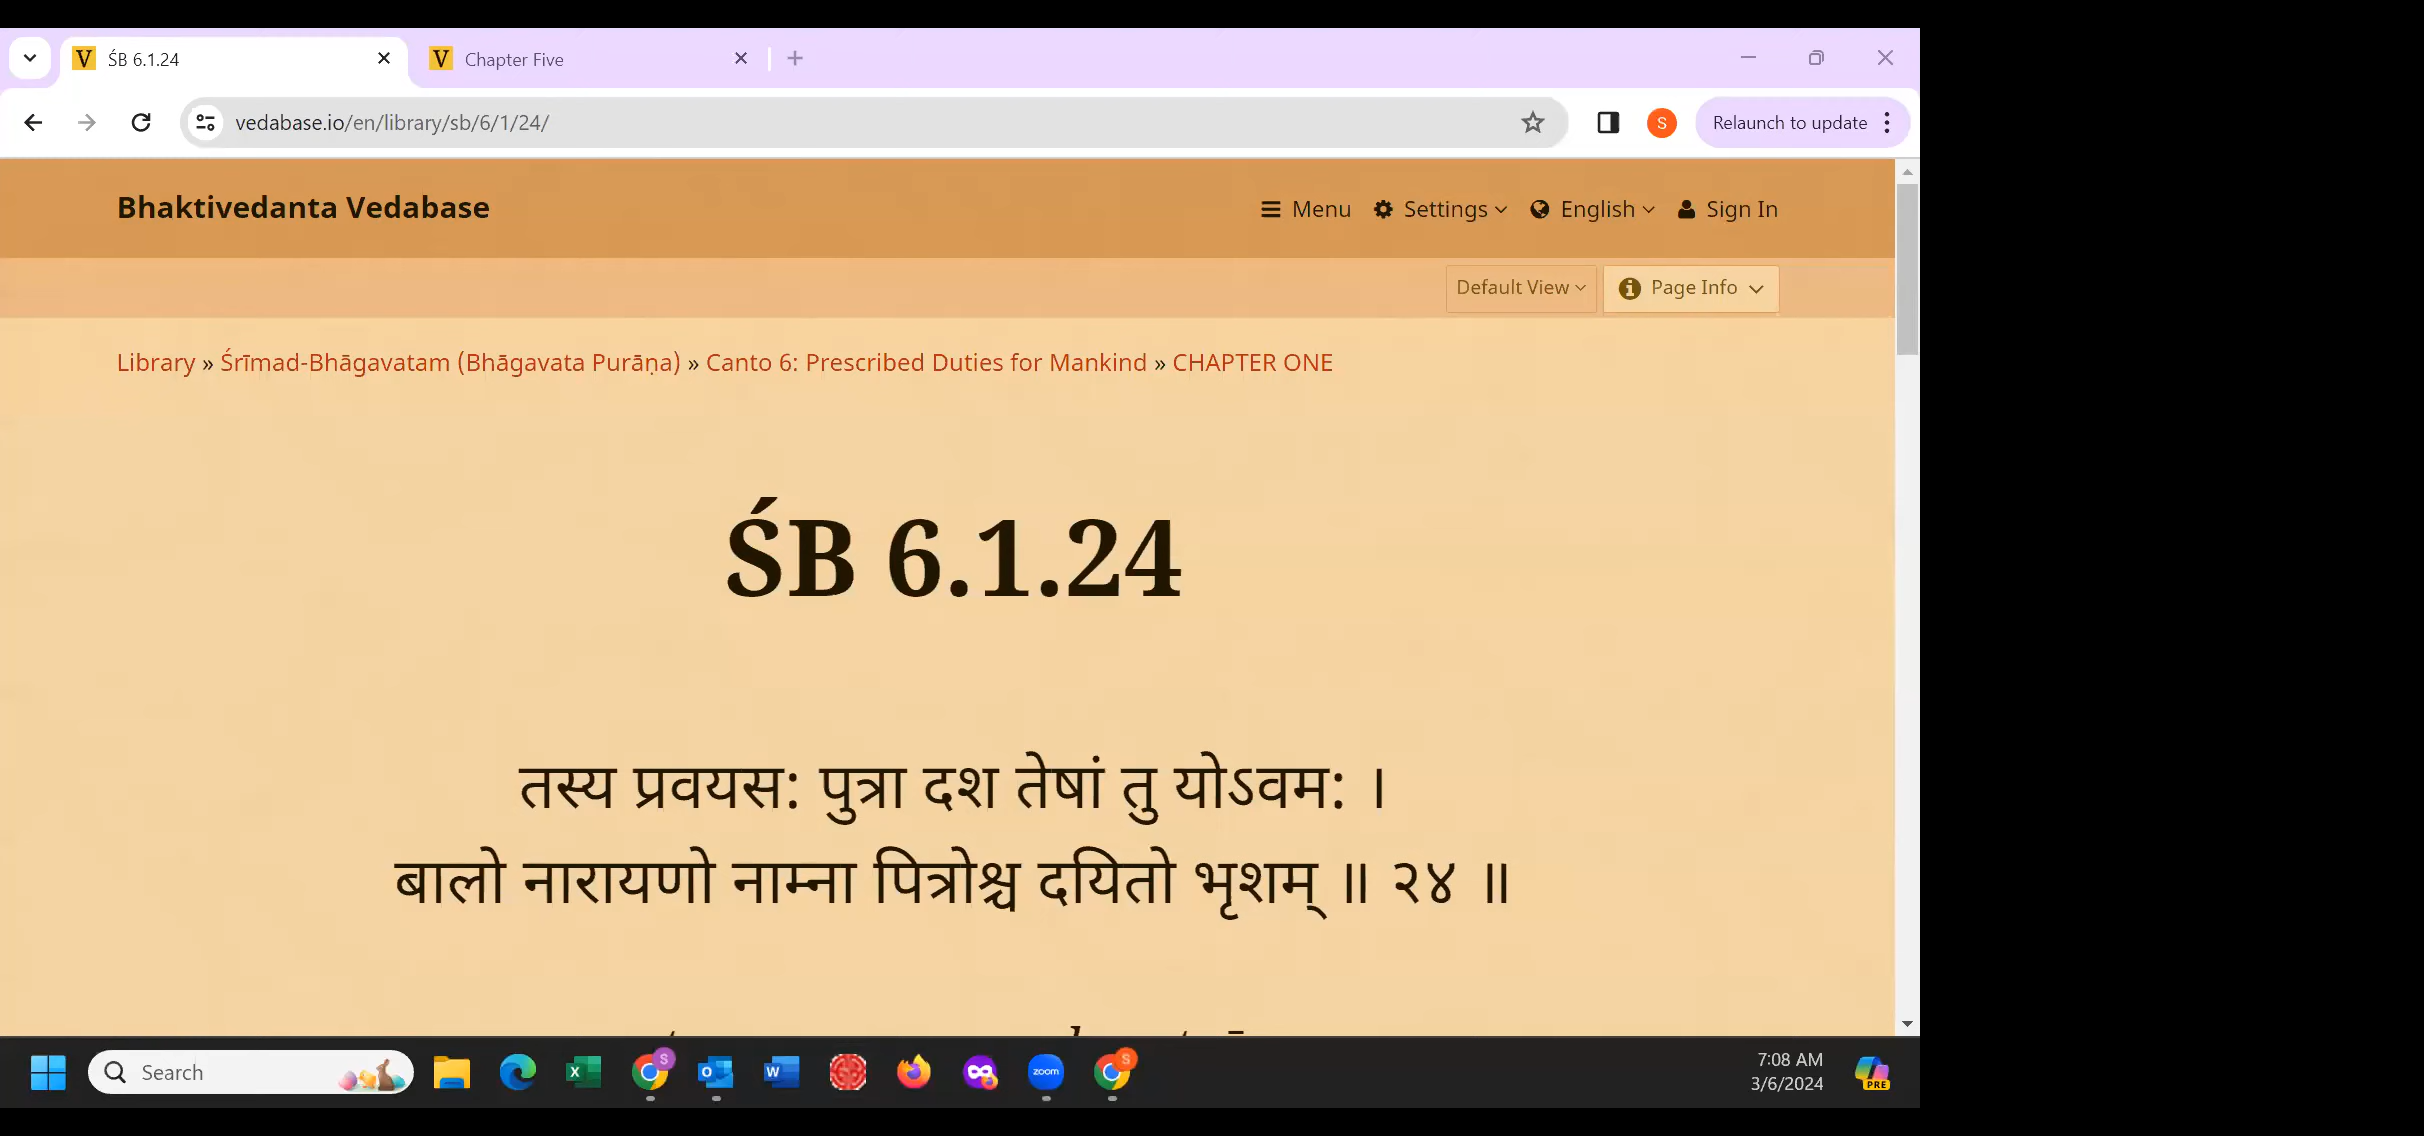 ŚB 6.1.24
Chapter Five
vedabase.io/en/library/sb/6/1/24/
S
Relaunch to update
Bhaktivedanta Vedabase
Menu
Settings
English
Sign In
Default View
Page Info
Library » Śrīmad-Bhāgavatam (Bhāgavata Purāṇa) » Canto 6: Prescribed Duties for Mankind » CHAPTER ONE
ŚB 6.1.24
तस्य प्रवयस: पुत्रा दश तेषां तु योऽवम: ।
बालो नारायणो नाम्ना पित्रोश्च दयितो भृशम् ॥ २४ ॥
Search
zoom
7:08 AM
3/6/2024
PRE